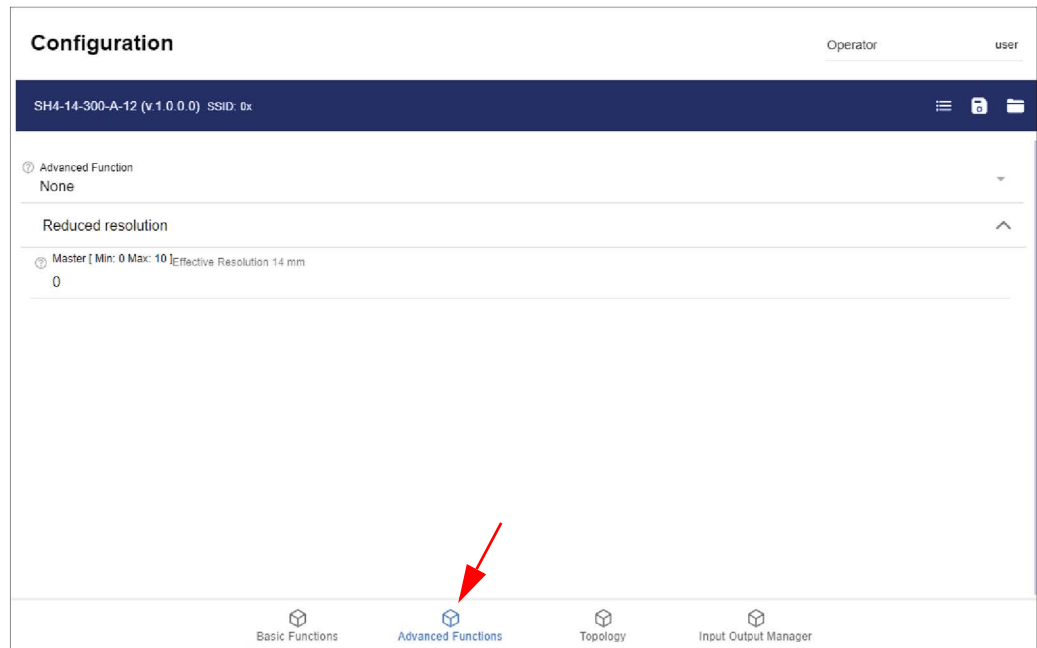 Configuration
Operator user
SH4-14-300-A-12 (v.1.0.0.0) SSID: 0x
Advanced Function
None
Reduced resolution
Master [ Min: 0 Max: 10 ]Effective Resolution 14 mm
0
Basic Functions Advanced Functions Topology Input Output Manager